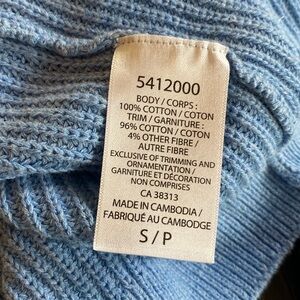 5412000
BODY / CORPS :
100% COTTON / COTON
TRIM / GARNITURE :
96% COTTON / COTON
4% OTHER FIBRE /
AUTRE FIBRE
EXCLUSIVE OF TRIMMING AND
ORNAMENTATION /
GARNITURE ET DÉCORATION
NON COMPRISES
CA 38313
MADE IN CAMBODIA /
FABRIQUÉ AU CAMBODGE
S / P